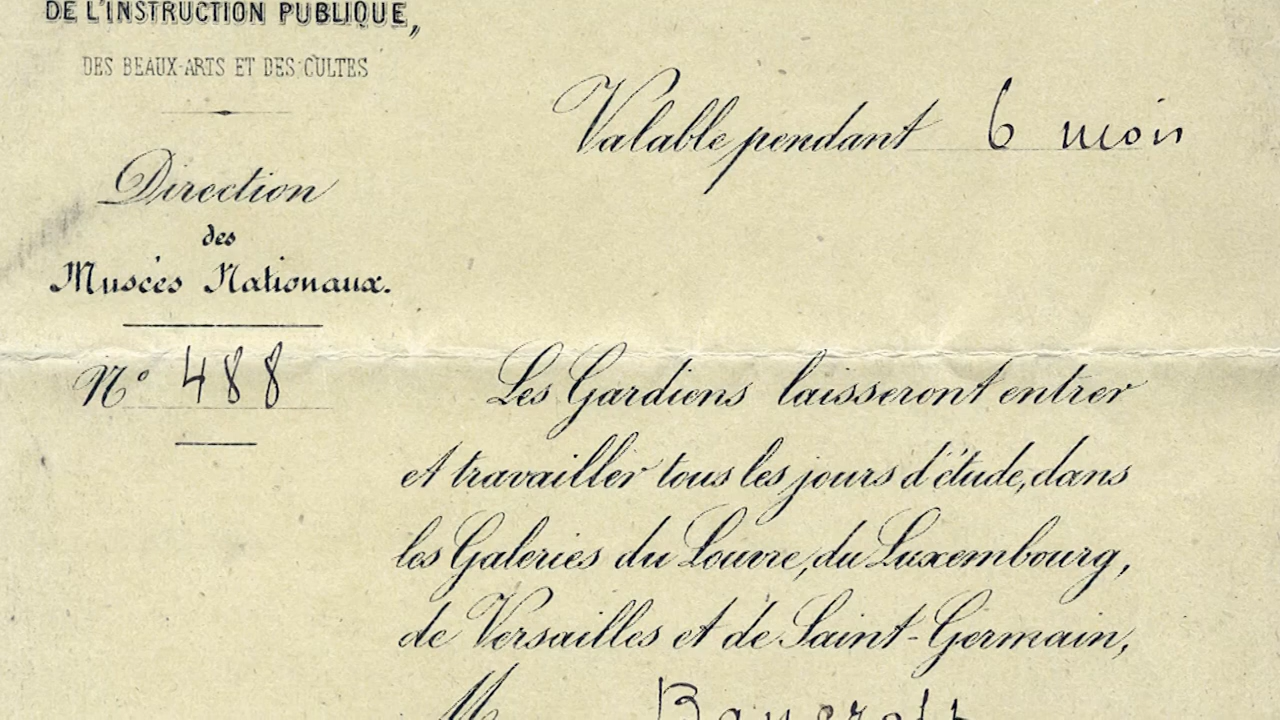 DE L'INSTRUCTION PUBLIQUE,
DES BEAUX-ARTS ET DES CULTES
Direction
des
Musées Nationaux.
N° 488
Valable pendant 6 mois
Les Gardiens laisseront entrer
et travailler tous les jours d'étude, dans
les Galeries du Louvre, du Luxembourg,
de Versailles et de Saint-Germain,
M Bancroft